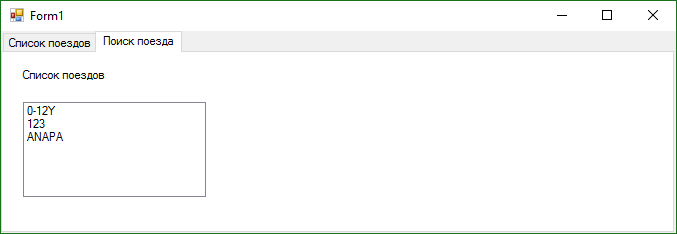 Form1
Список поездов Поиск поезда
Список поездов
0-12Y
123
ANAPA